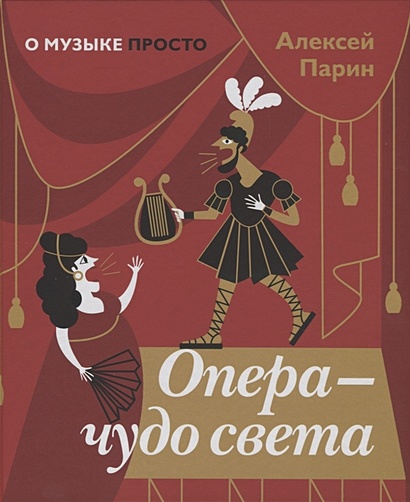 О МУЗЫКЕ ПРОСТО
Алексей
Парин
Опера –
чудо света